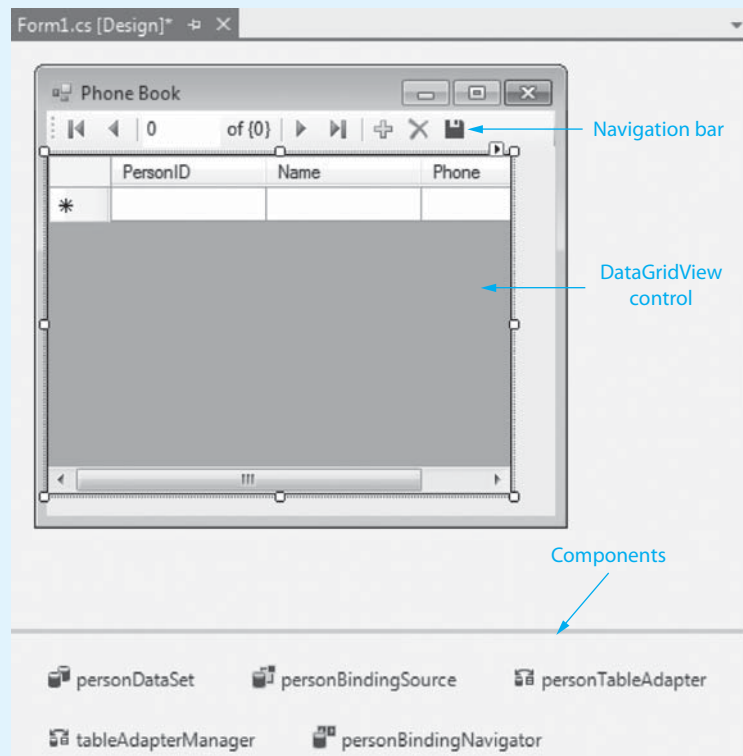 Form1.cs [Design]*
Phone Book
0 of {0}
Navigation bar
PersonID Name Phone
DataGridView
control
Components
personDataSet personBindingSource personTableAdapter
tableAdapterManager personBindingNavigator